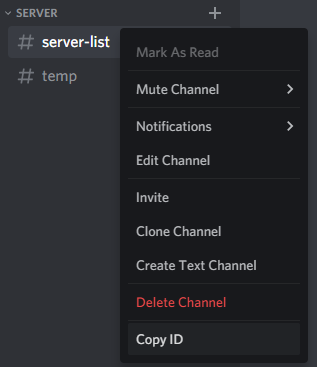 SERVER
server-list
temp
Mark As Read
Mute Channel
Notifications
Edit Channel
Invite
Clone Channel
Create Text Channel
Delete Channel
Copy ID